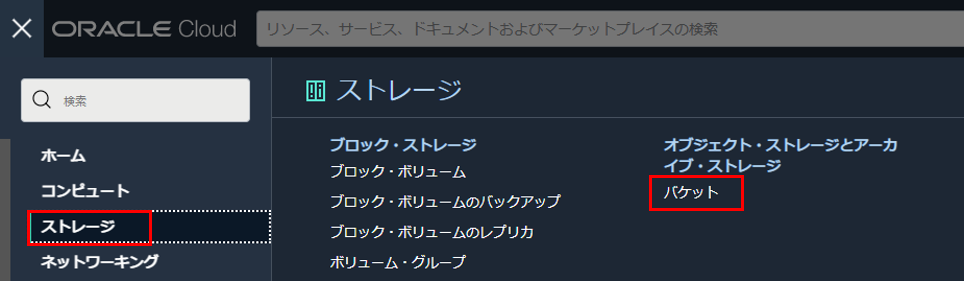 ORACLE Cloud
リソース、サービス、ドキュメントおよびマーケットプレイスの検索
検索
ホーム
コンピュート
ストレージ
ネットワーキング
ストレージ
ブロック・ストレージ
ブロック・ボリューム
ブロック・ボリュームのバックアップ
ブロック・ボリュームのレプリカ
ボリューム・グループ
オブジェクト・ストレージとアーカ
イブ・ストレージ
バケット